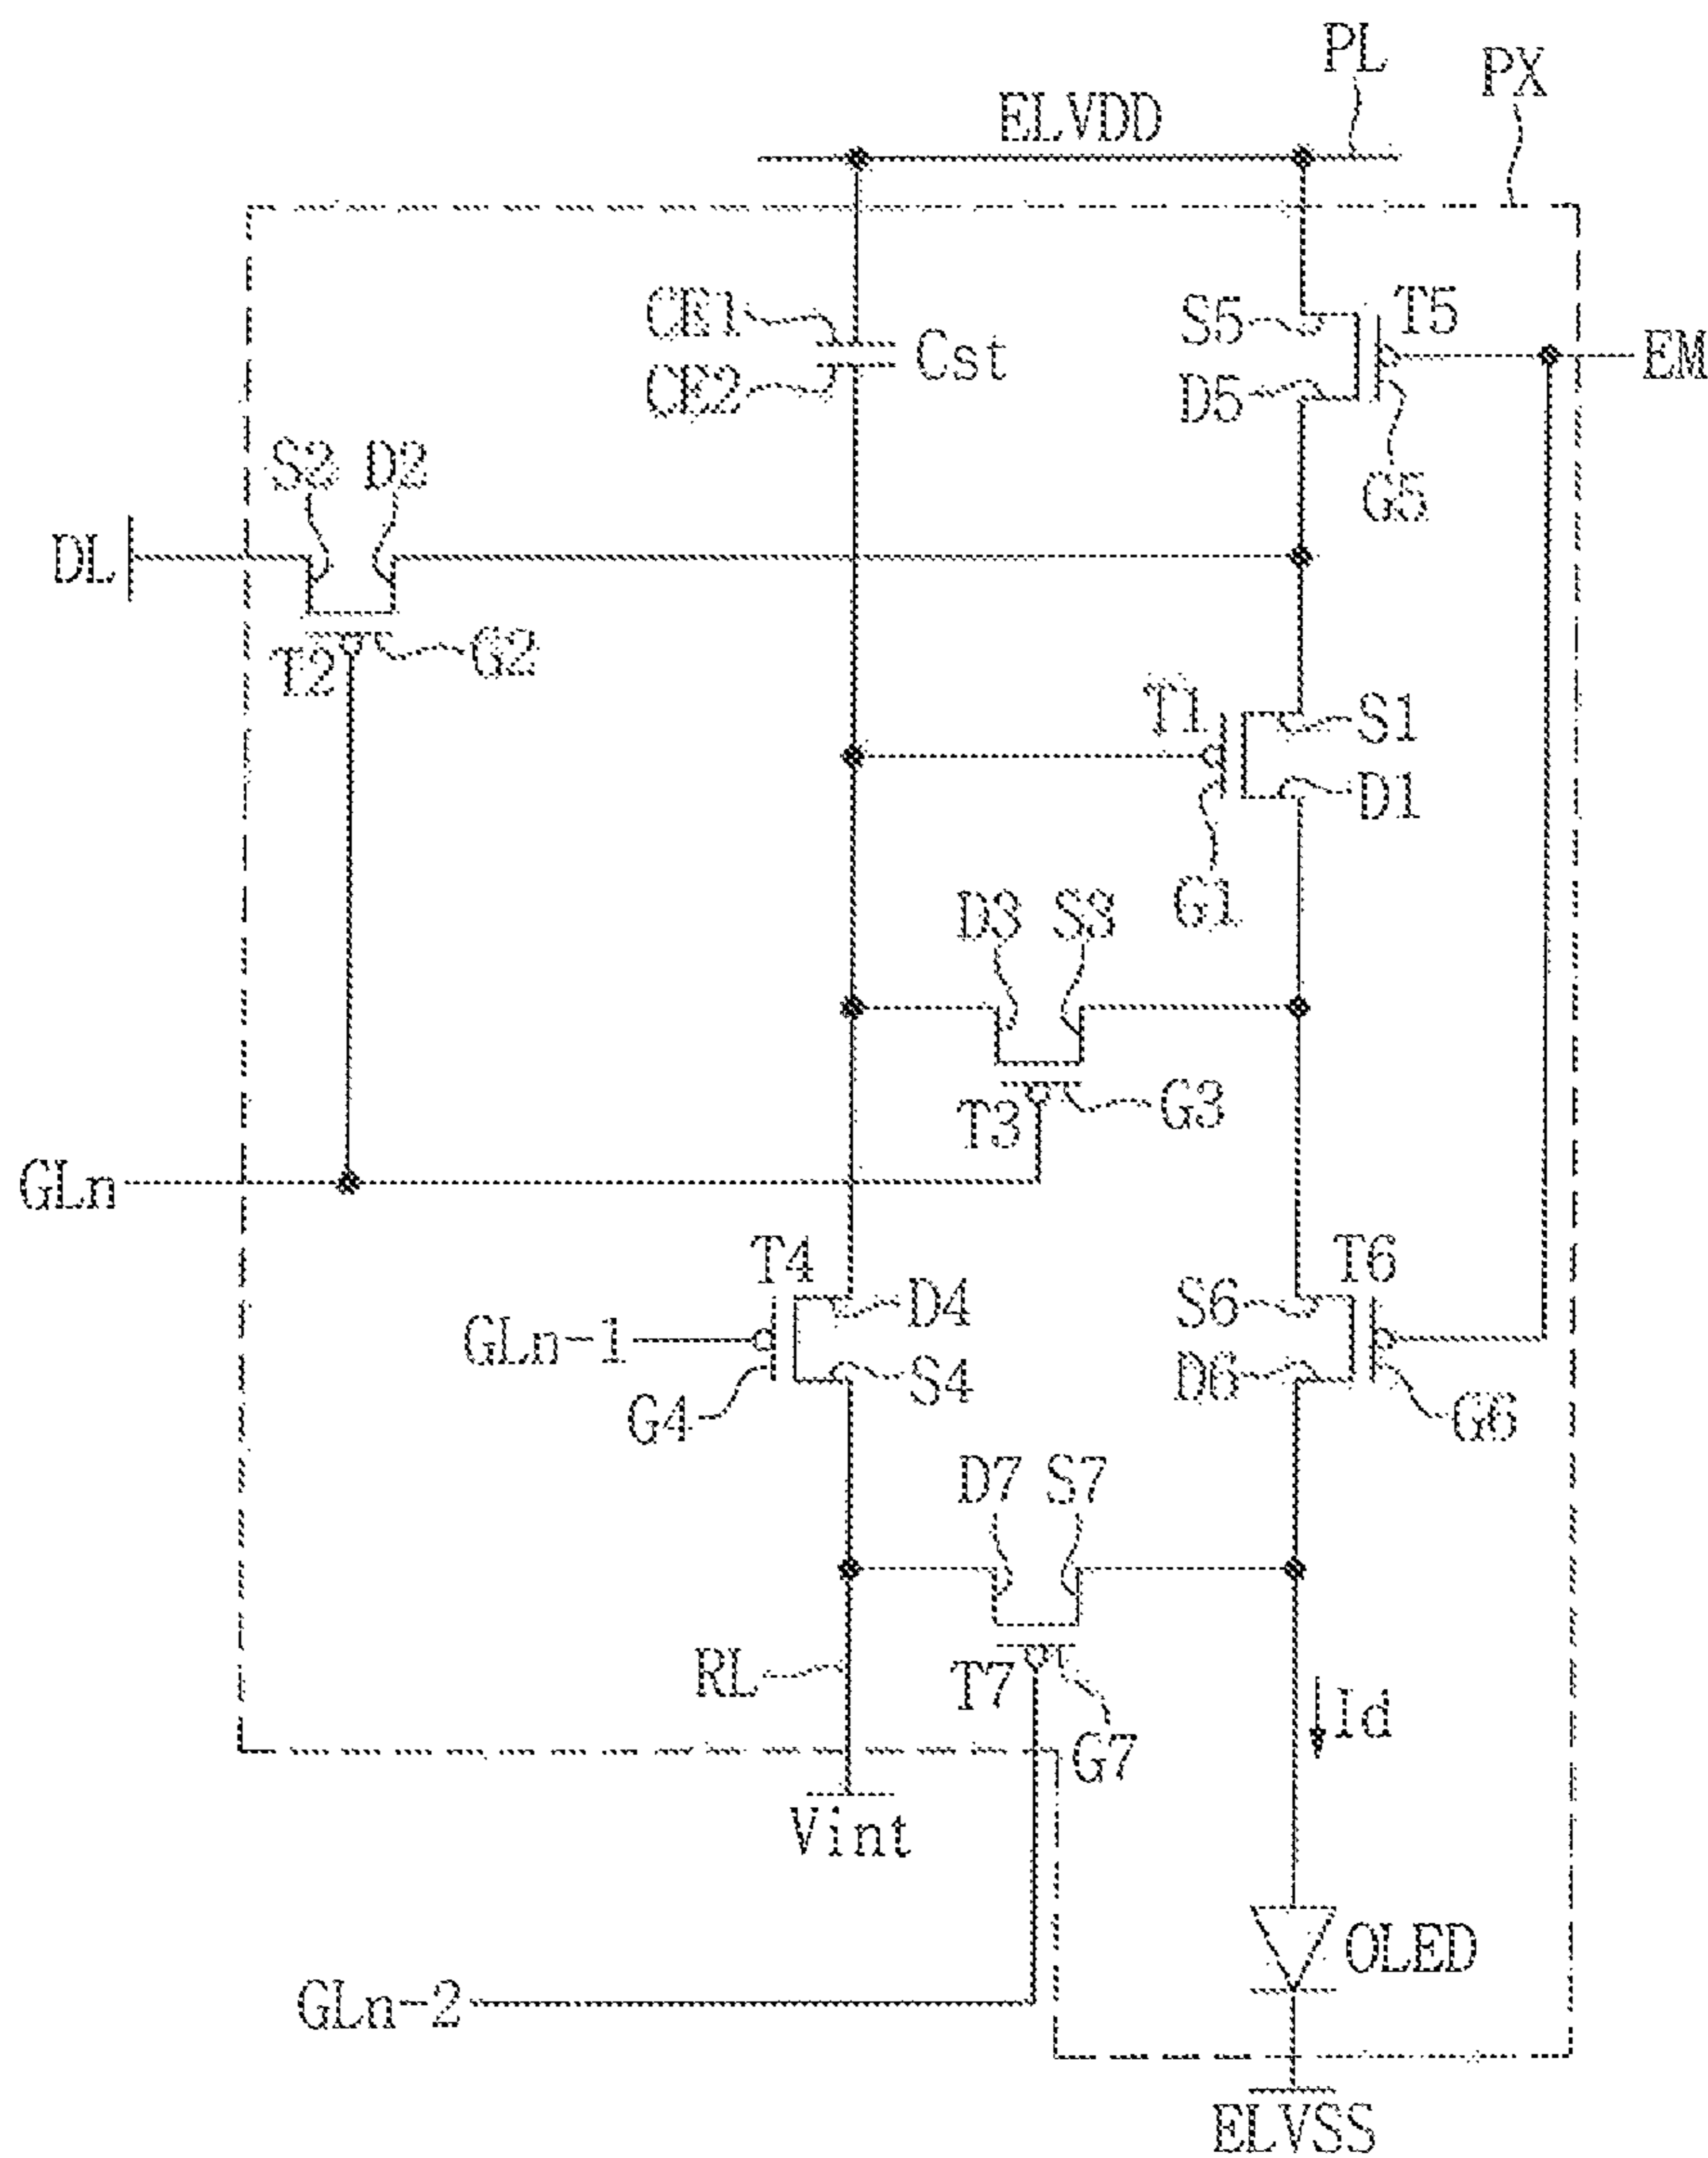 PL
PX
ELVDD
CE1
Cst
CE2
S5
T5
D5
EM
G5
S2 D2
DL
T2
G2
T1
S1
D1
G1
D3 S3
T3
G3
GLn
T4
T6
D4
S6
GLn-1
S4
D6
G4
G6
D7 S7
RL
T7
Id
G7
Vint
OLED
GLn-2
ELVSS